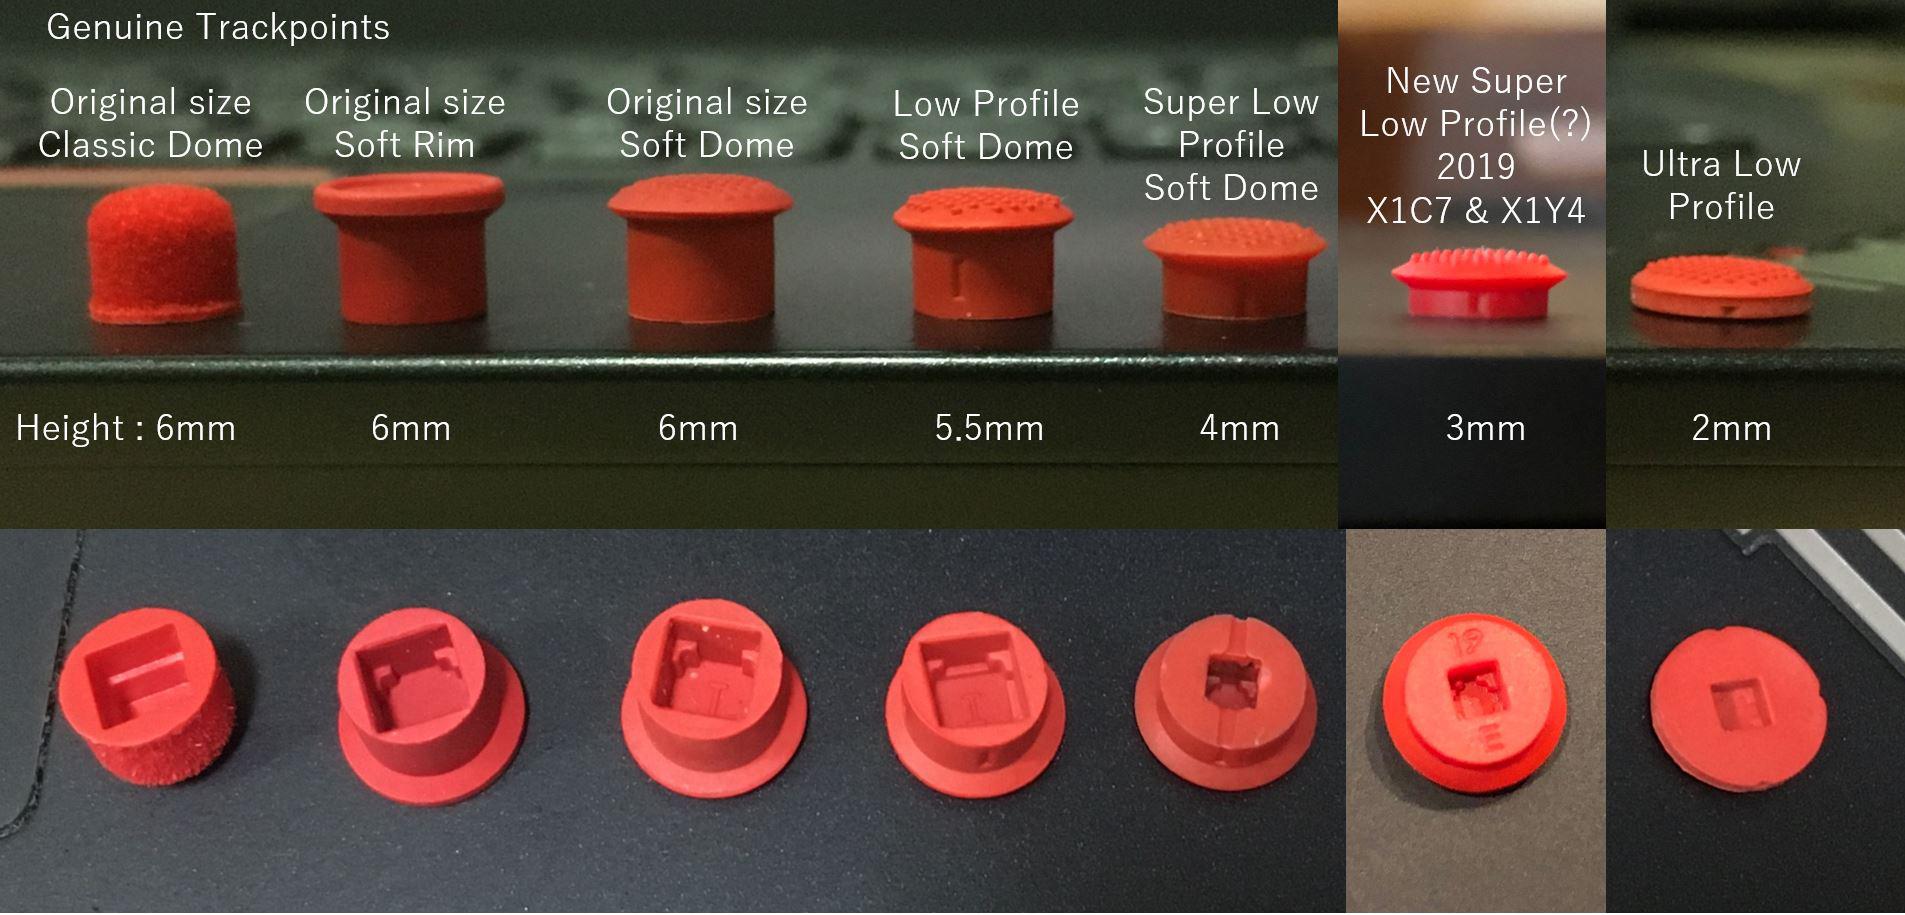 Genuine Trackpoints
Original size
Classic Dome
Original size
Soft Rim
Original size
Soft Dome
Low Profile
Soft Dome
Super Low
Profile
Soft Dome
New Super
Low Profile(?)
2019
X1C7 & X1Y4
Ultra Low
Profile
Height : 6mm
6mm
6mm
5.5mm
4mm
3mm
2mm
19